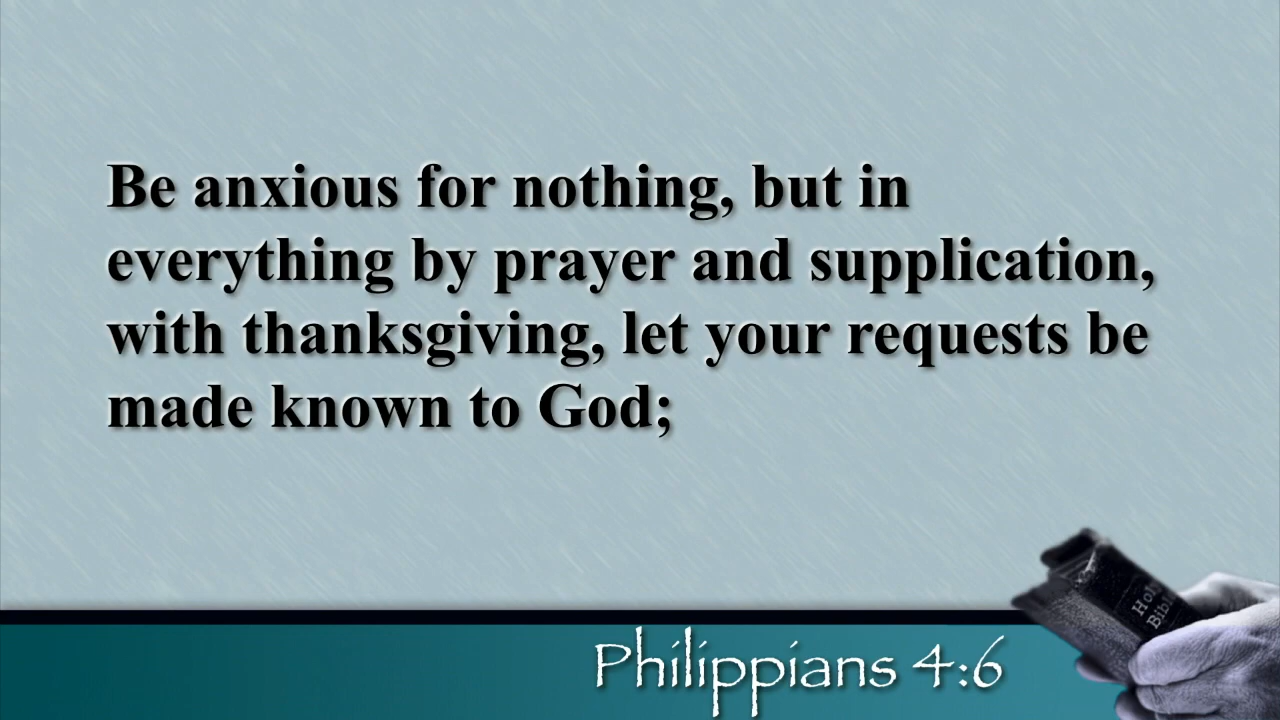 Be anxious for nothing, but in
everything by prayer and supplication,
with thanksgiving, let your requests be
made known to God;
Holy
Bible
Philippians 4:6